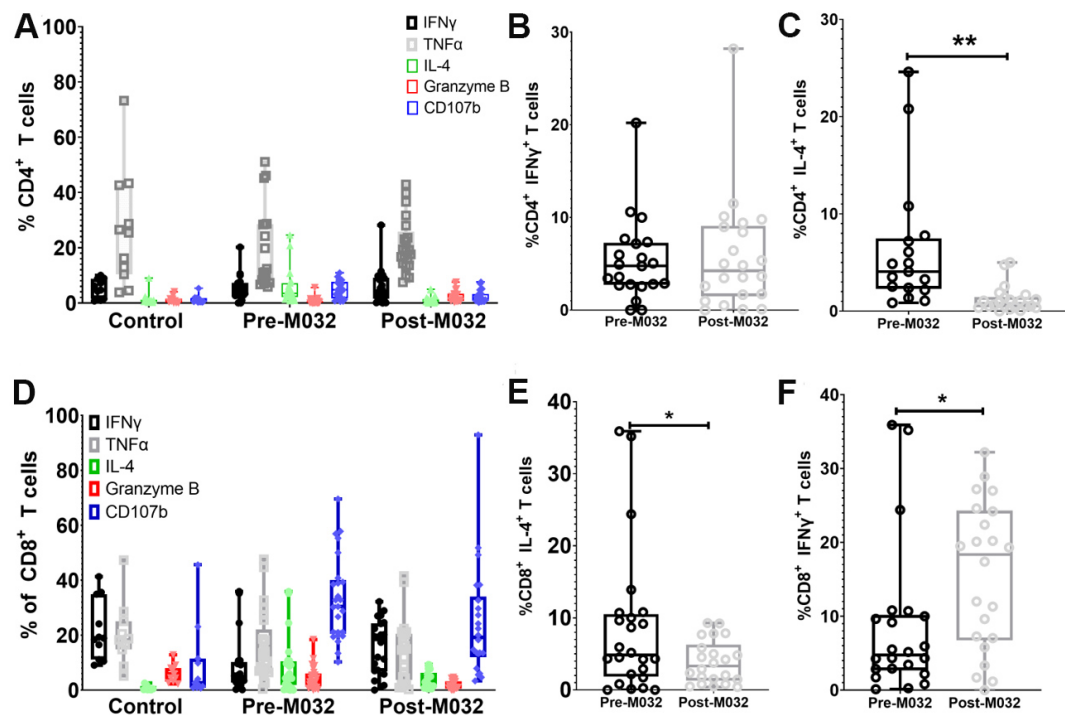 A
% CD4⁺ T cells
100
80
60
40
20
0
IFNγ
TNFα
IL-4
Granzyme B
CD107b
Control
Pre-M032
Post-M032
B
%CD4⁺ IFNγ⁺ T cells
30
20
10
0
Pre-M032
Post-M032
C
%CD4⁺ IL-4⁺ T cells
30
20
10
0
**
Pre-M032
Post-M032
D
% of CD8⁺ T cells
100
80
60
40
20
0
IFNγ
TNFα
IL-4
Granzyme B
CD107b
Control
Pre-M032
Post-M032
E
%CD8⁺ IL-4⁺ T cells
40
30
20
10
0
*
Pre-M032
Post-M032
F
%CD8⁺ IFNγ⁺ T cells
40
30
20
10
0
*
Pre-M032
Post-M032